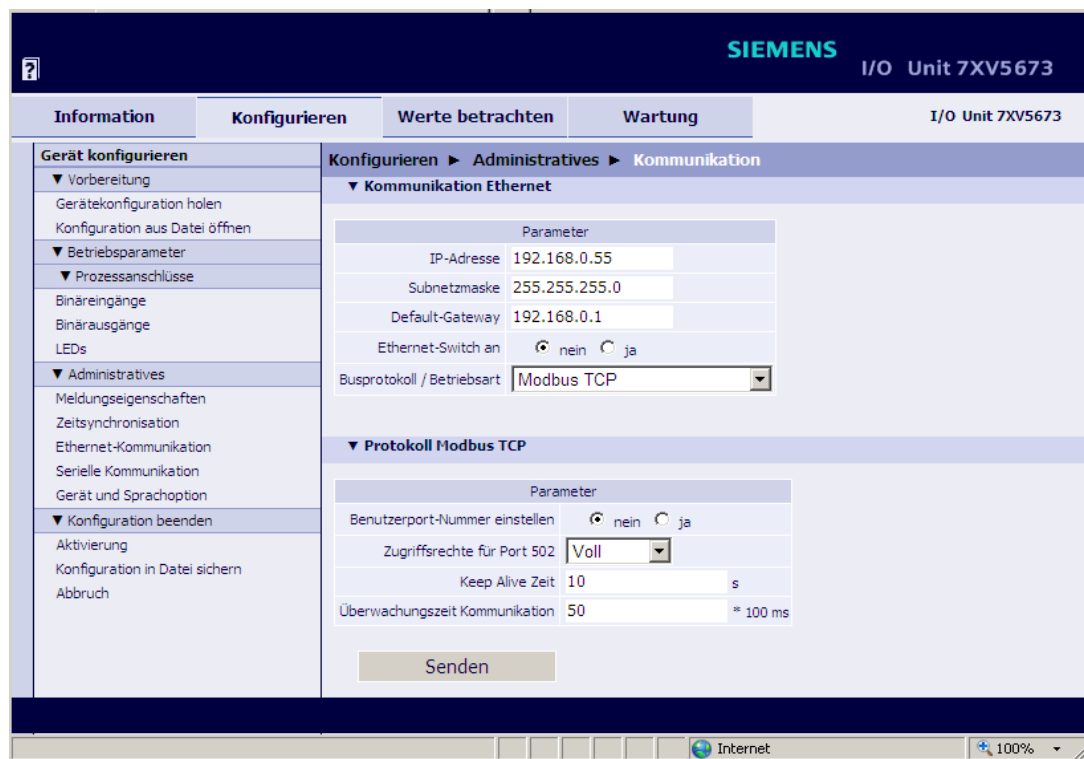 ?
SIEMENS
I/O Unit 7XV5673
Information
Konfigurieren
Werte betrachten
Wartung
I/O Unit 7XV5673
Gerät konfigurieren
▼ Vorbereitung
Gerätekonfiguration holen
Konfiguration aus Datei öffnen
▼ Betriebsparameter
▼ Prozessanschlüsse
Binäreingänge
Binärausgänge
LEDs
▼ Administratives
Meldungseigenschaften
Zeitsynchronisation
Ethernet-Kommunikation
Serielle Kommunikation
Gerät und Sprachoption
▼ Konfiguration beenden
Aktivierung
Konfiguration in Datei sichern
Abbruch
Konfigurieren ► Administratives ► Kommunikation
▼ Kommunikation Ethernet
Parameter
IP-Adresse 192.168.0.55
Subnetzmaske 255.255.255.0
Default-Gateway 192.168.0.1
Ethernet-Switch an nein ja
Busprotokoll / Betriebsart Modbus TCP
▼ Protokoll Modbus TCP
Parameter
Benutzerport-Nummer einstellen nein ja
Zugriffsrechte für Port 502 Voll
Keep Alive Zeit 10 s
Überwachungszeit Kommunikation 50 * 100 ms
Senden
Internet
100%